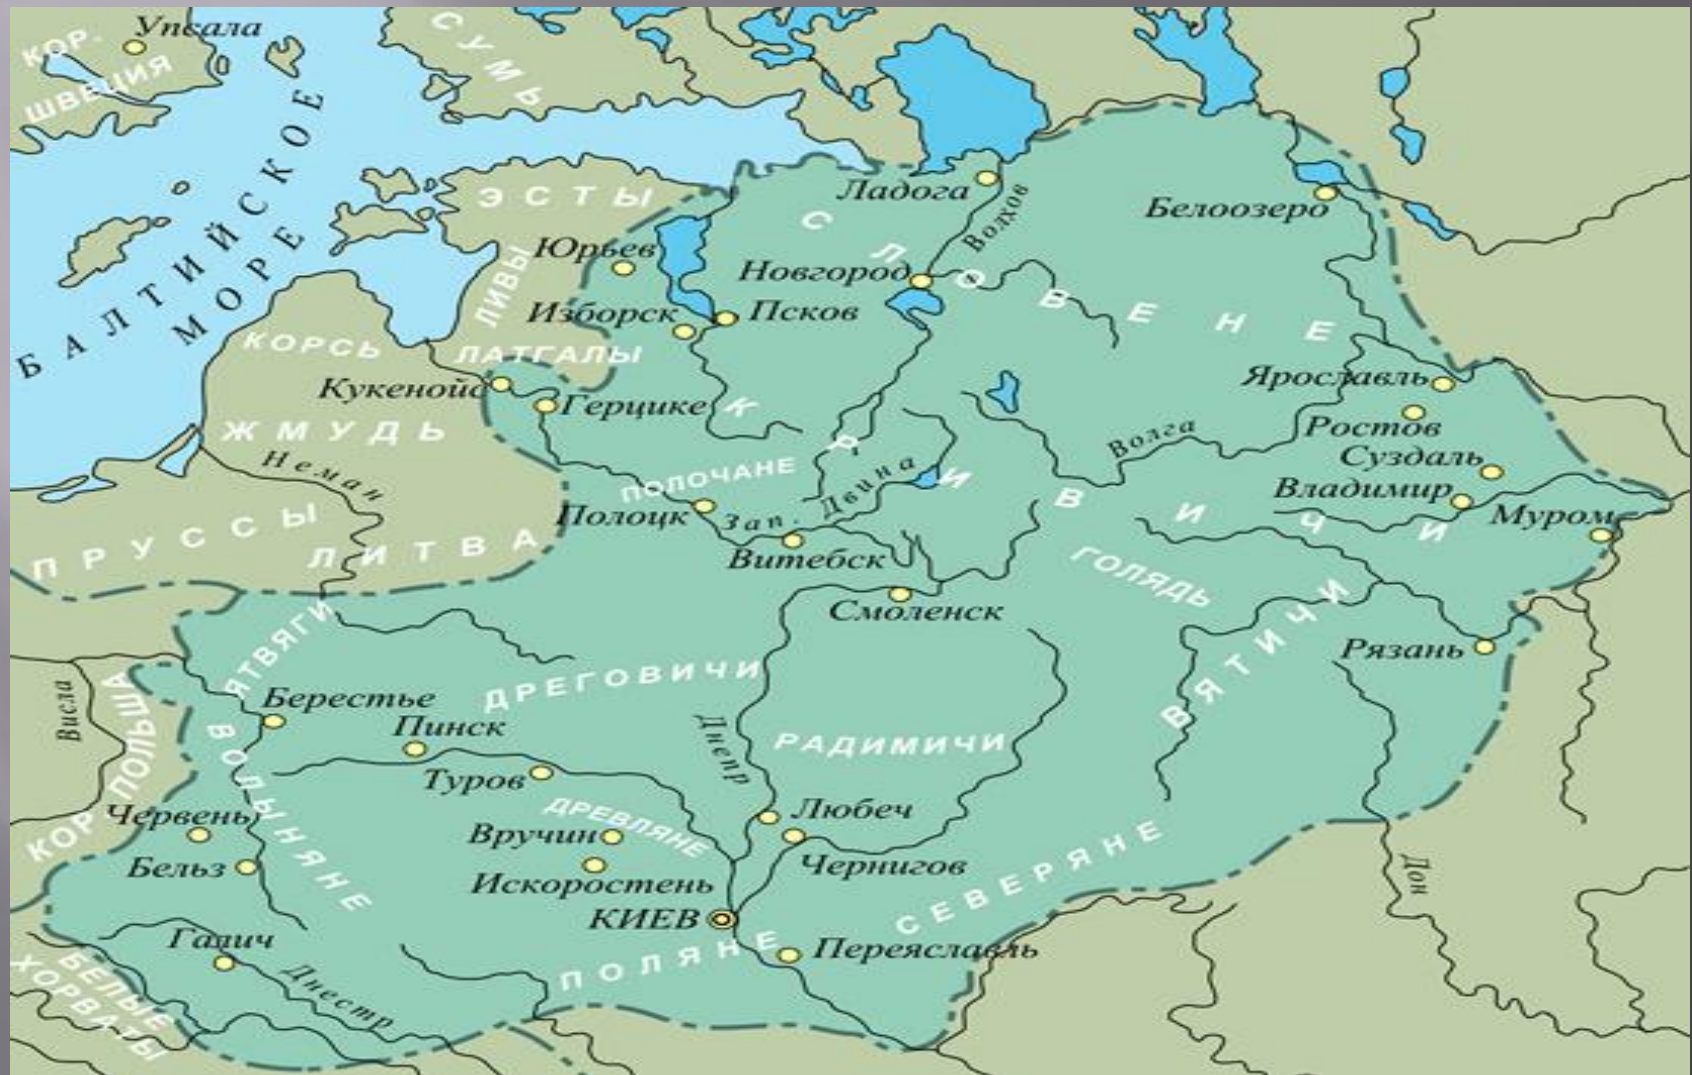 Упсала
КОР.
ШВЕЦИЯ
СУМЬ
БАЛТИЙСКОЕ
МОРЕ
ЭСТЫ
Ладога
Волхов
Белоозеро
СЛОВЕНЕ
Юрьев
ЛИВЫ
Новгород
Изборск
Псков
КОРСЬ
ЛАТГАЛЫ
Кукенойс
Герцике
Ярославль
Ростов
ЖМУДЬ
Неман
КРИВИЧИ
Волга
Суздаль
ПОЛОЧАНЕ
Владимир
Полоцк
Зап. Двина
Муром
ПРУССЫ
ЛИТВА
Витебск
ГОЛЯДЬ
Смоленск
ВЯТИЧИ
Рязань
ЯТВЯГИ
ДРЕГОВИЧИ
Висла
КОР. ПОЛЬША
Берестье
Пинск
Днепр
РАДИМИЧИ
ВОЛЫНЯНЕ
Туров
Червень
ДРЕВЛЯНЕ
Любеч
Вручин
Бельз
Чернигов
Искоростень
СЕВЕРЯНЕ
Дон
КИЕВ
Галич
ПОЛЯНЕ
Переяславль
БЕЛЫЕ
ХОРВАТЫ
Днестр